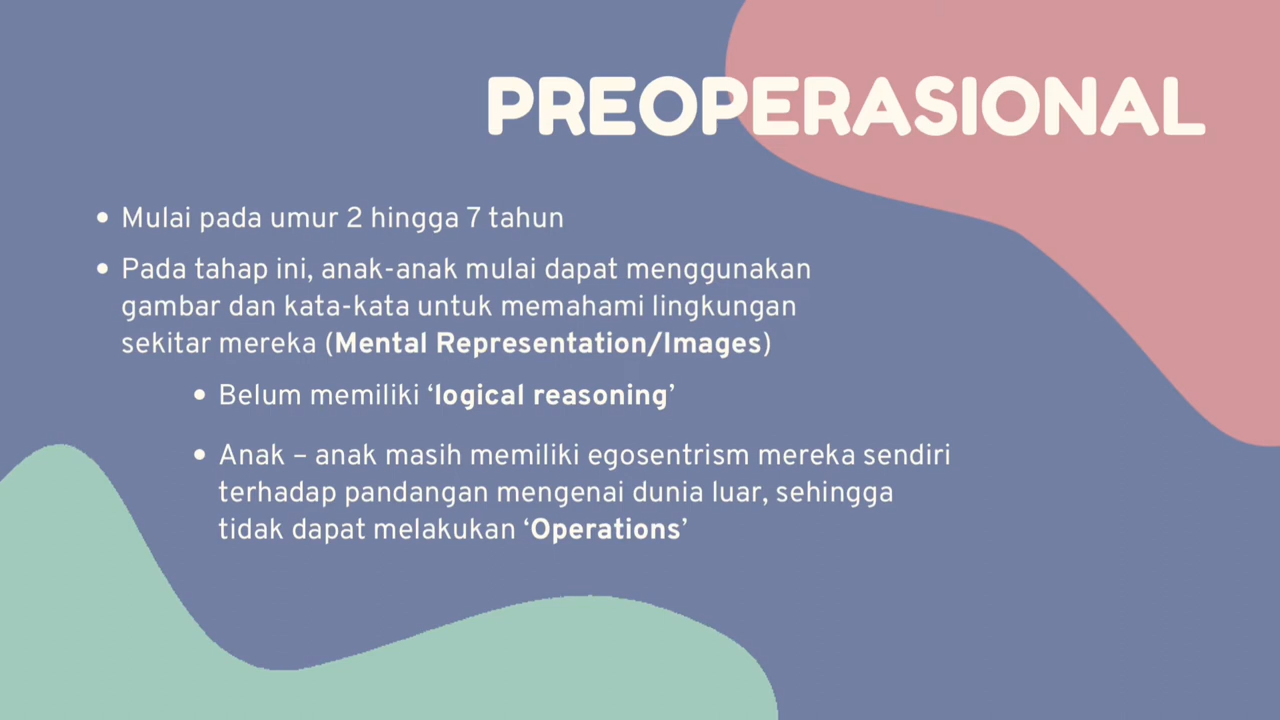 PREOPERASIONAL
• Mulai pada umur 2 hingga 7 tahun
• Pada tahap ini, anak-anak mulai dapat menggunakan
gambar dan kata-kata untuk memahami lingkungan
sekitar mereka (Mental Representation/Images)
• Belum memiliki ‘logical reasoning’
• Anak – anak masih memiliki egosentrism mereka sendiri
terhadap pandangan mengenai dunia luar, sehingga
tidak dapat melakukan ‘Operations’